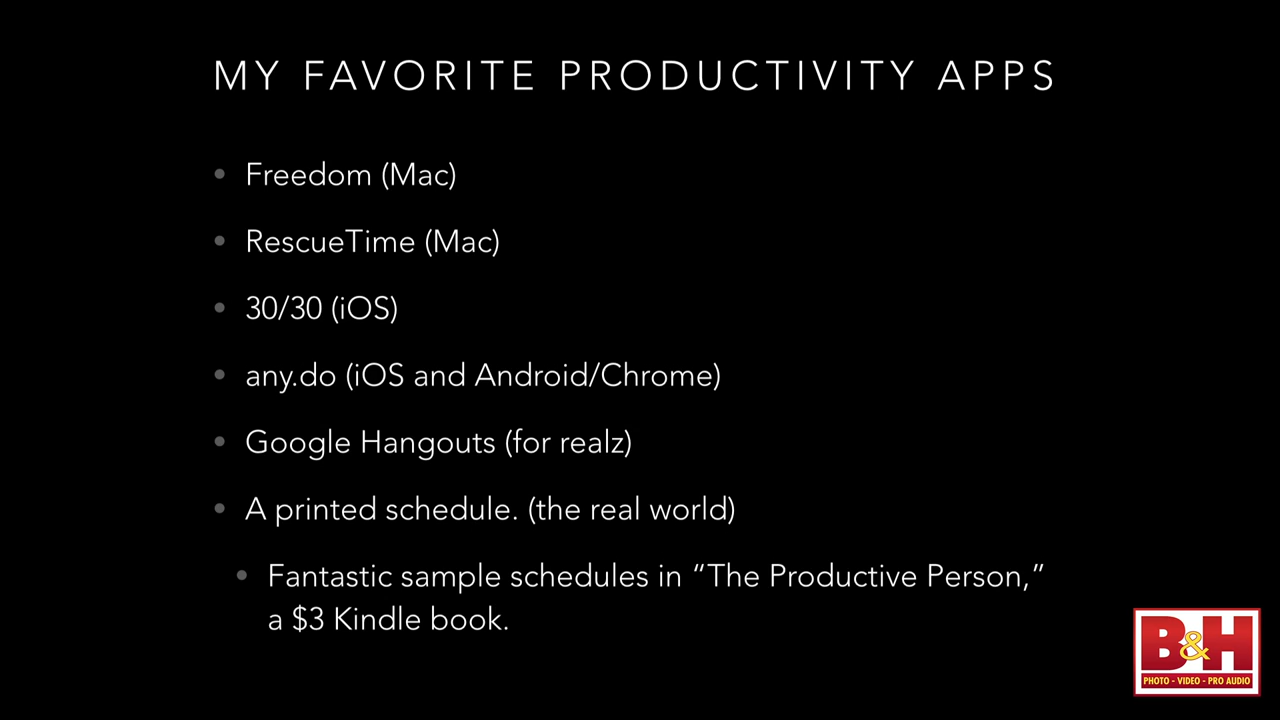 MY FAVORITE PRODUCTIVITY APPS
• Freedom (Mac)
• RescueTime (Mac)
• 30/30 (iOS)
• any.do (iOS and Android/Chrome)
• Google Hangouts (for realz)
• A printed schedule. (the real world)
• Fantastic sample schedules in “The Productive Person,”
a $3 Kindle book.
B&H
PHOTO - VIDEO - PRO AUDIO